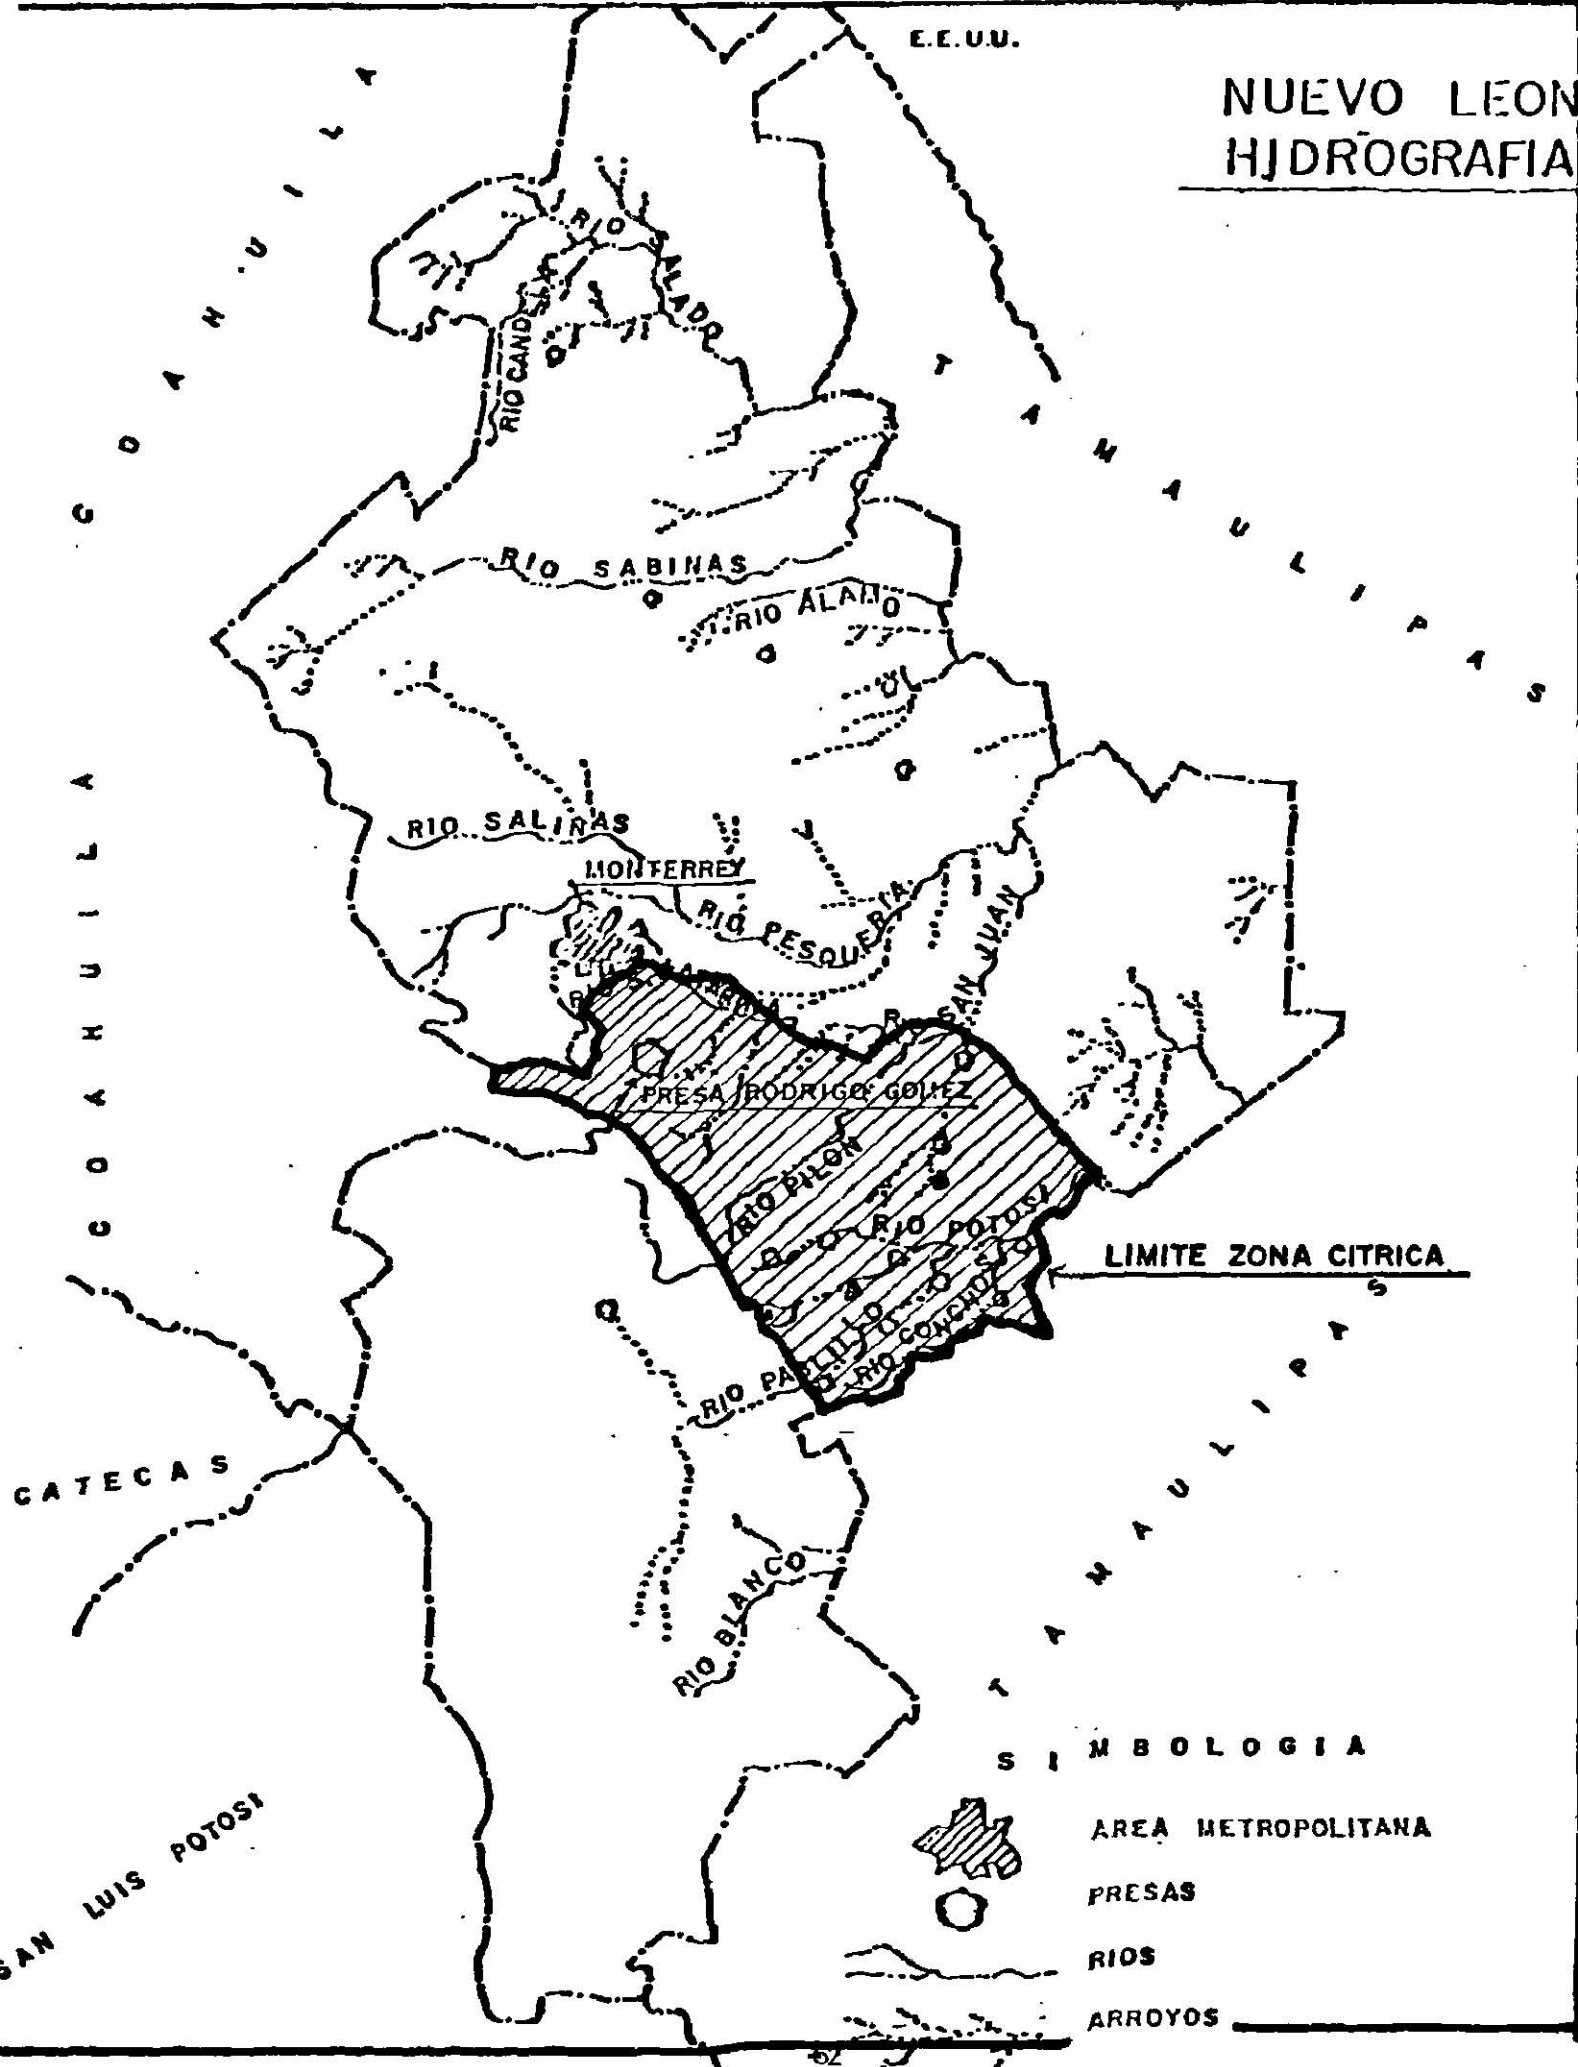 E.E.U.U.
NUEVO LEON
HIDROGRAFIA
COAHUILA
TAMAULIPAS
RIO SALADO
RIO CANDELA
RIO SABINAS
RIO ALAMO
COAHUILA
RIO SALINAS
MONTERREY
RIO PESQUERIA
SAN JUAN
PRESA RODRIGO GOMEZ
RIO PILON
RIO POTOSI
LIMITE ZONA CITRICA
RIO CONCHOS
RIO PABLILLO
CATECAS
TAMAULIPAS
RIO BLANCO
SAN LUIS POTOSI
SIMBOLOGIA
AREA METROPOLITANA
PRESAS
RIOS
ARROYOS